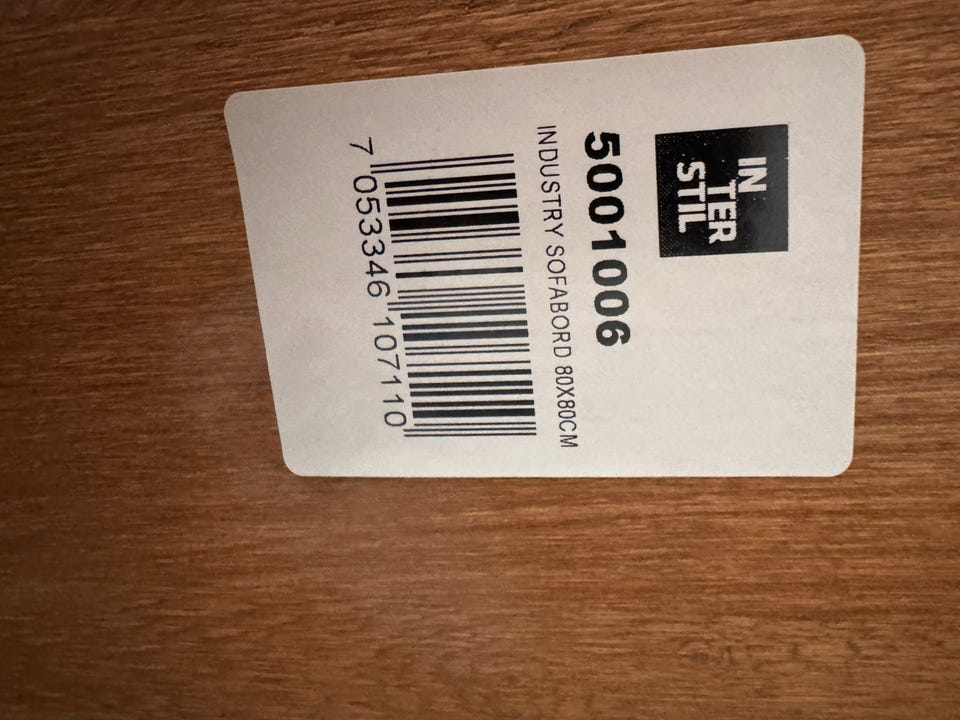 IN
TER
STIL
5001006
INDUSTRY SOFABORD 80X80CM
7 053346 107110